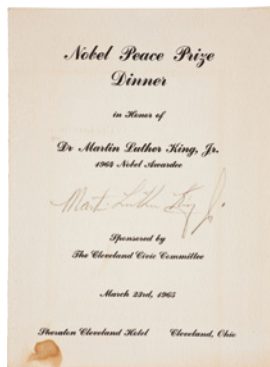 Nobel Peace Prize
Dinner
in Honor of
Dr Martin Luther King, Jr.
1964 Nobel Awardee
Martin Luther King Jr.
Sponsored by
The Cleveland Civic Committee
March 23rd, 1965
Sheraton Cleveland Hotel Cleveland, Ohio